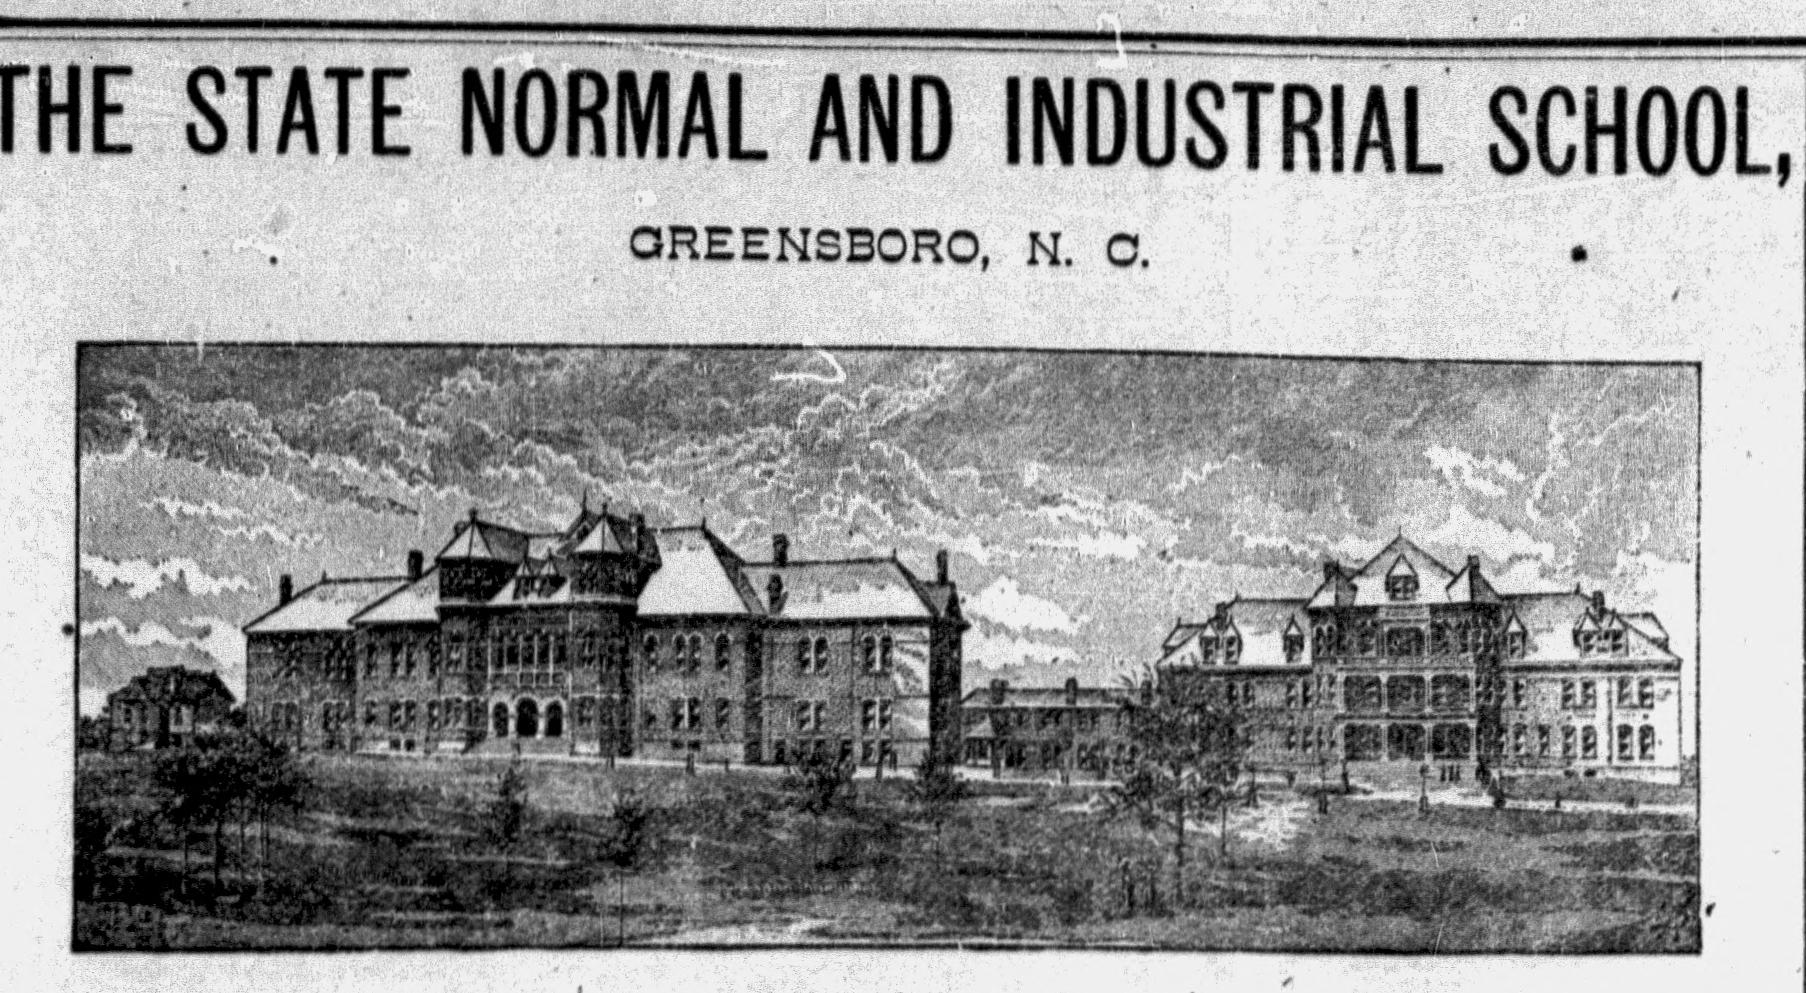 THE STATE NORMAL AND INDUSTRIAL SCHOOL,
GREENSBORO, N. C.